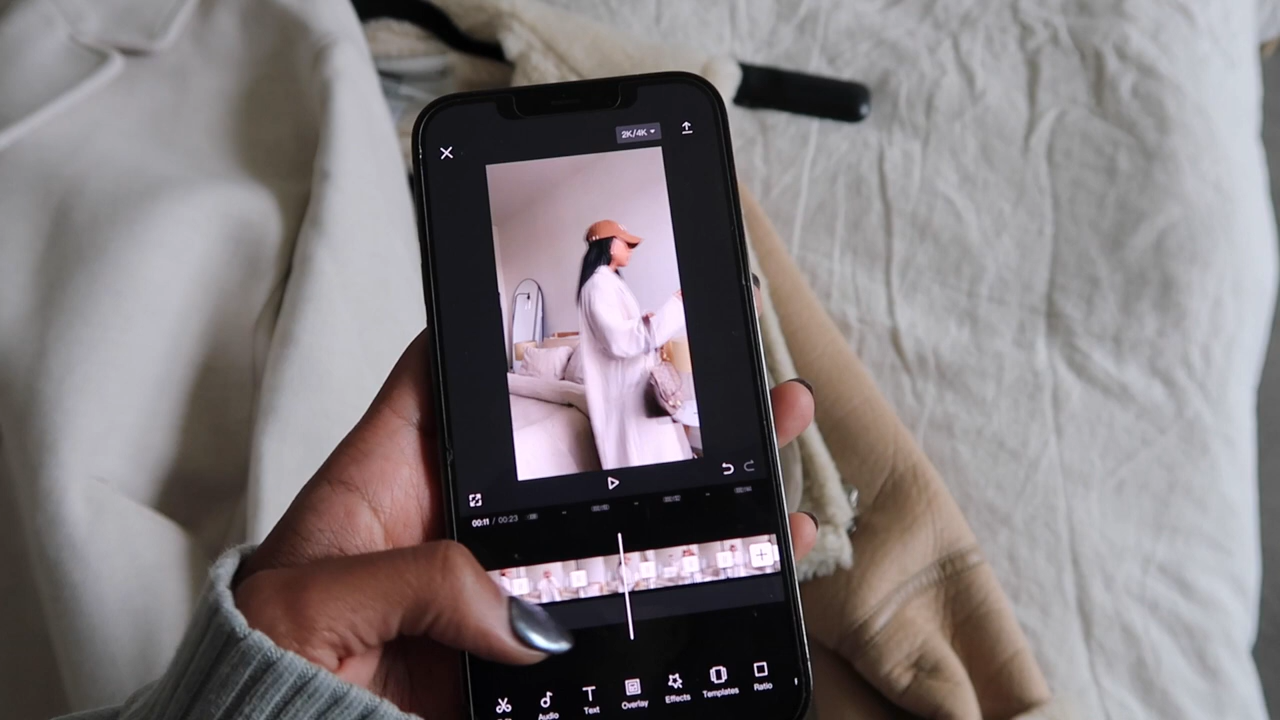 2K/4K
00:11 / 00:23
Audio
Text
Overlay
Effects
Templates
Ratio